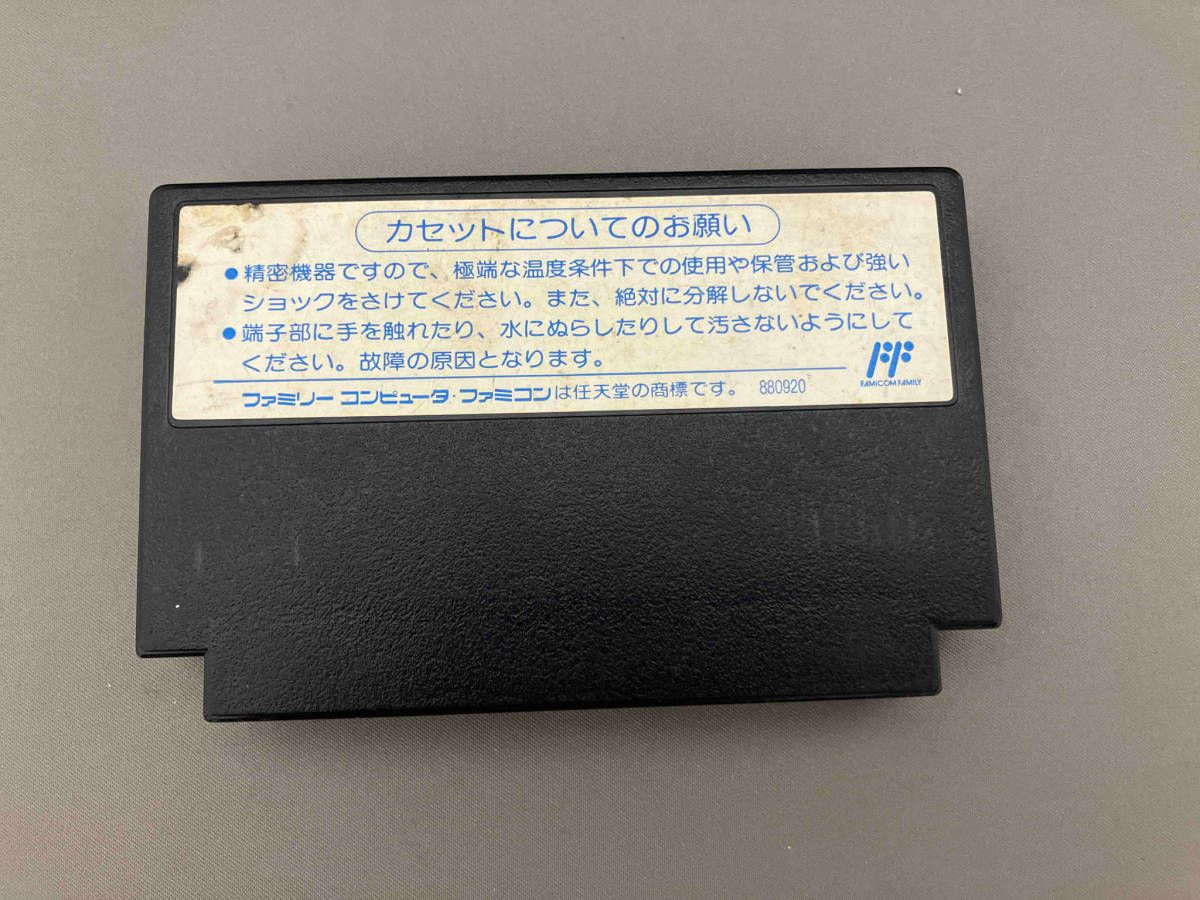 カセットについてのお願い
●精密機器ですので、極端な温度条件下での使用や保管および強い
ショックをさけてください。また、絶対に分解しないでください。
●端子部に手を触れたり、水にぬらしたりして汚さないようにして
ください。故障の原因となります。
FAMICOM FAMILY
ファミリーコンピュータ・ファミコンは任天堂の商標です。 880920